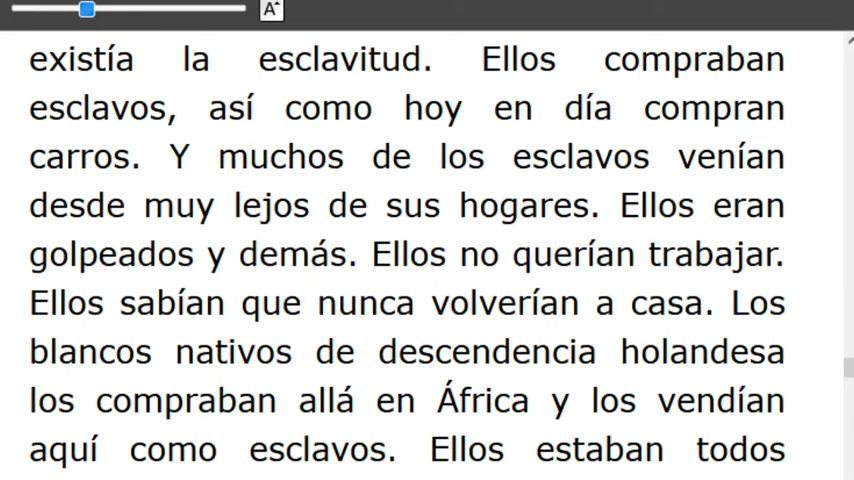 A
existía la esclavitud. Ellos compraban
esclavos, así como hoy en día compran
carros. Y muchos de los esclavos venían
desde muy lejos de sus hogares. Ellos eran
golpeados y demás. Ellos no querían trabajar.
Ellos sabían que nunca volverían a casa. Los
blancos nativos de descendencia holandesa
los compraban allá en África y los vendían
aquí como esclavos. Ellos estaban todos